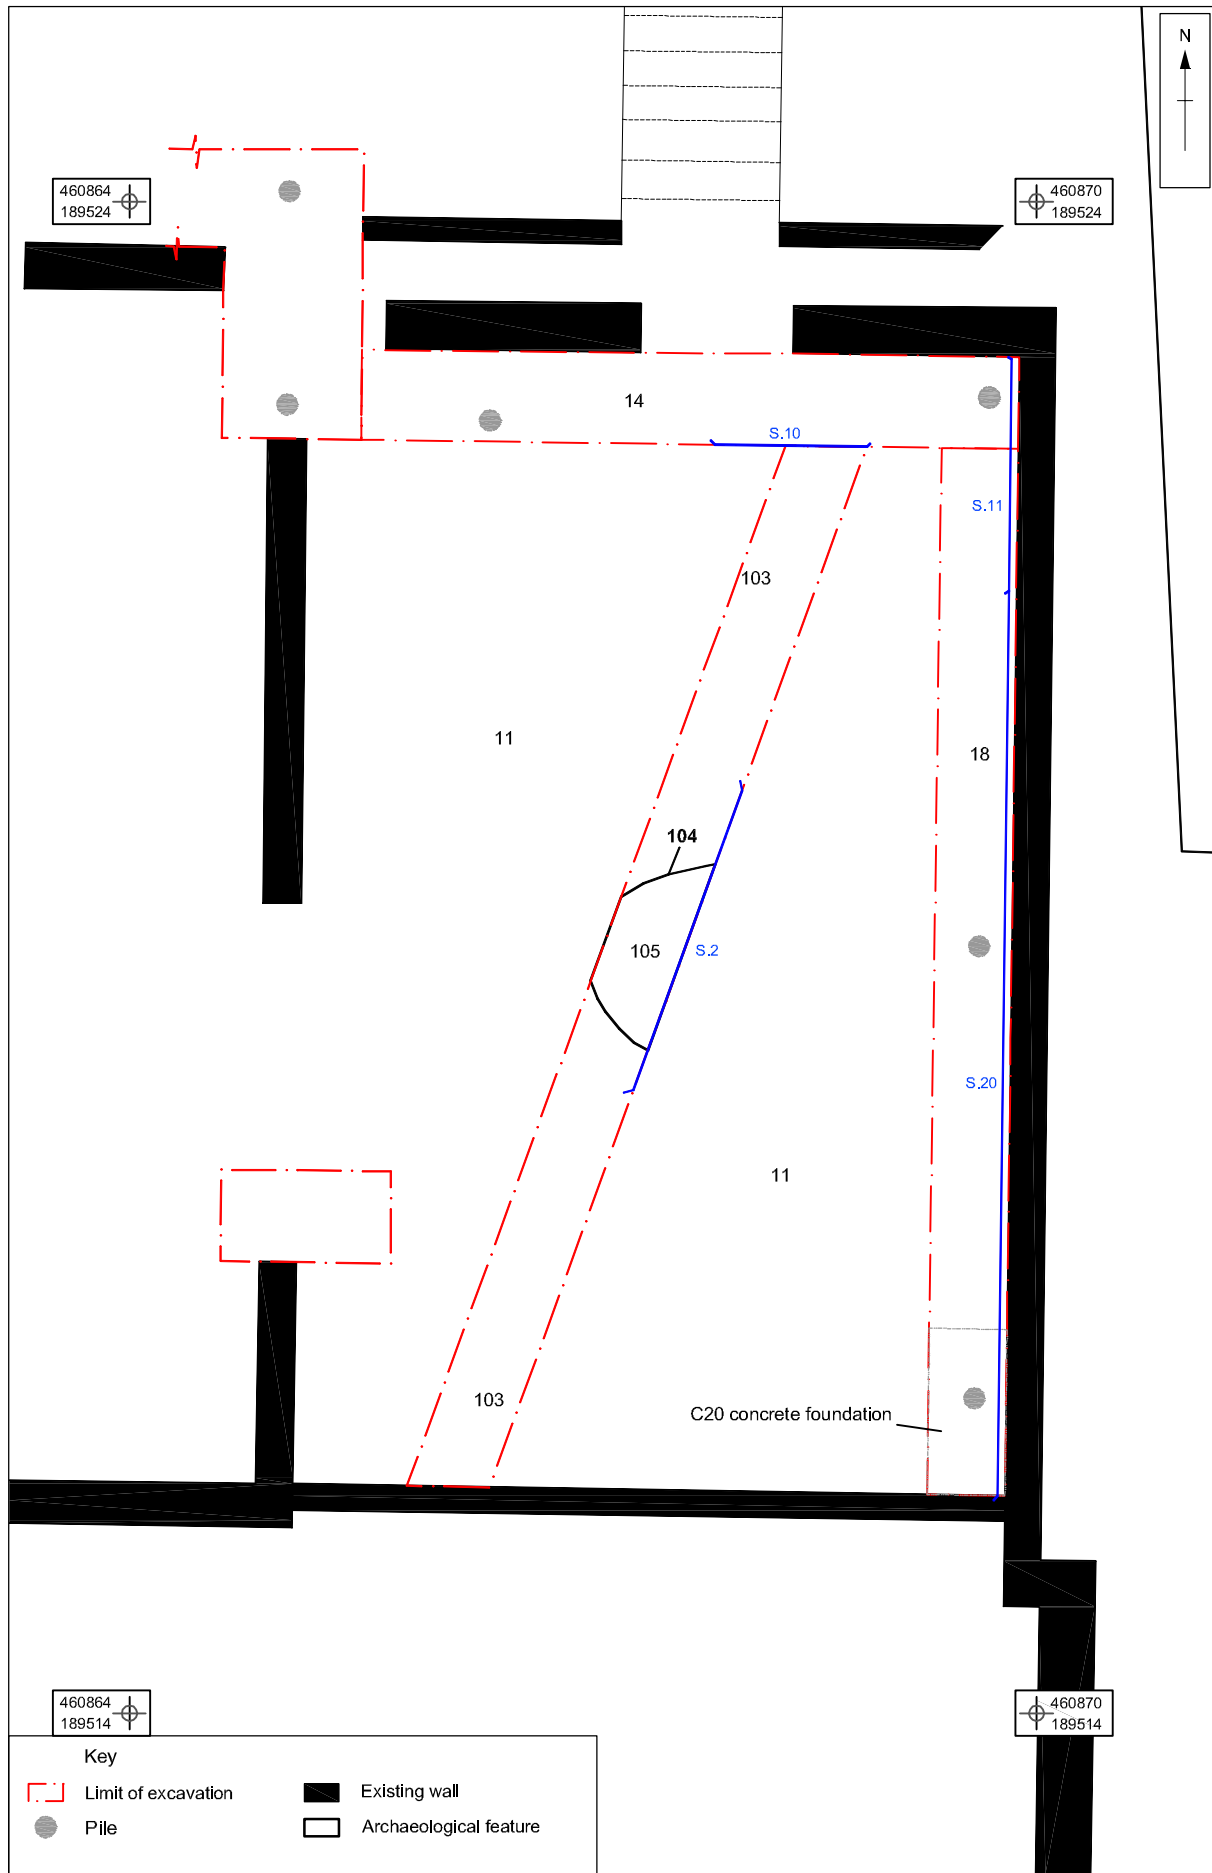 N
460864
189524
460870
189524
14
S.10
S.11
103
11
18
104
105
S.2
S.20
11
103
C20 concrete foundation
460864
189514
460870
189514
Key
Limit of excavation
Existing wall
Pile
Archaeological feature